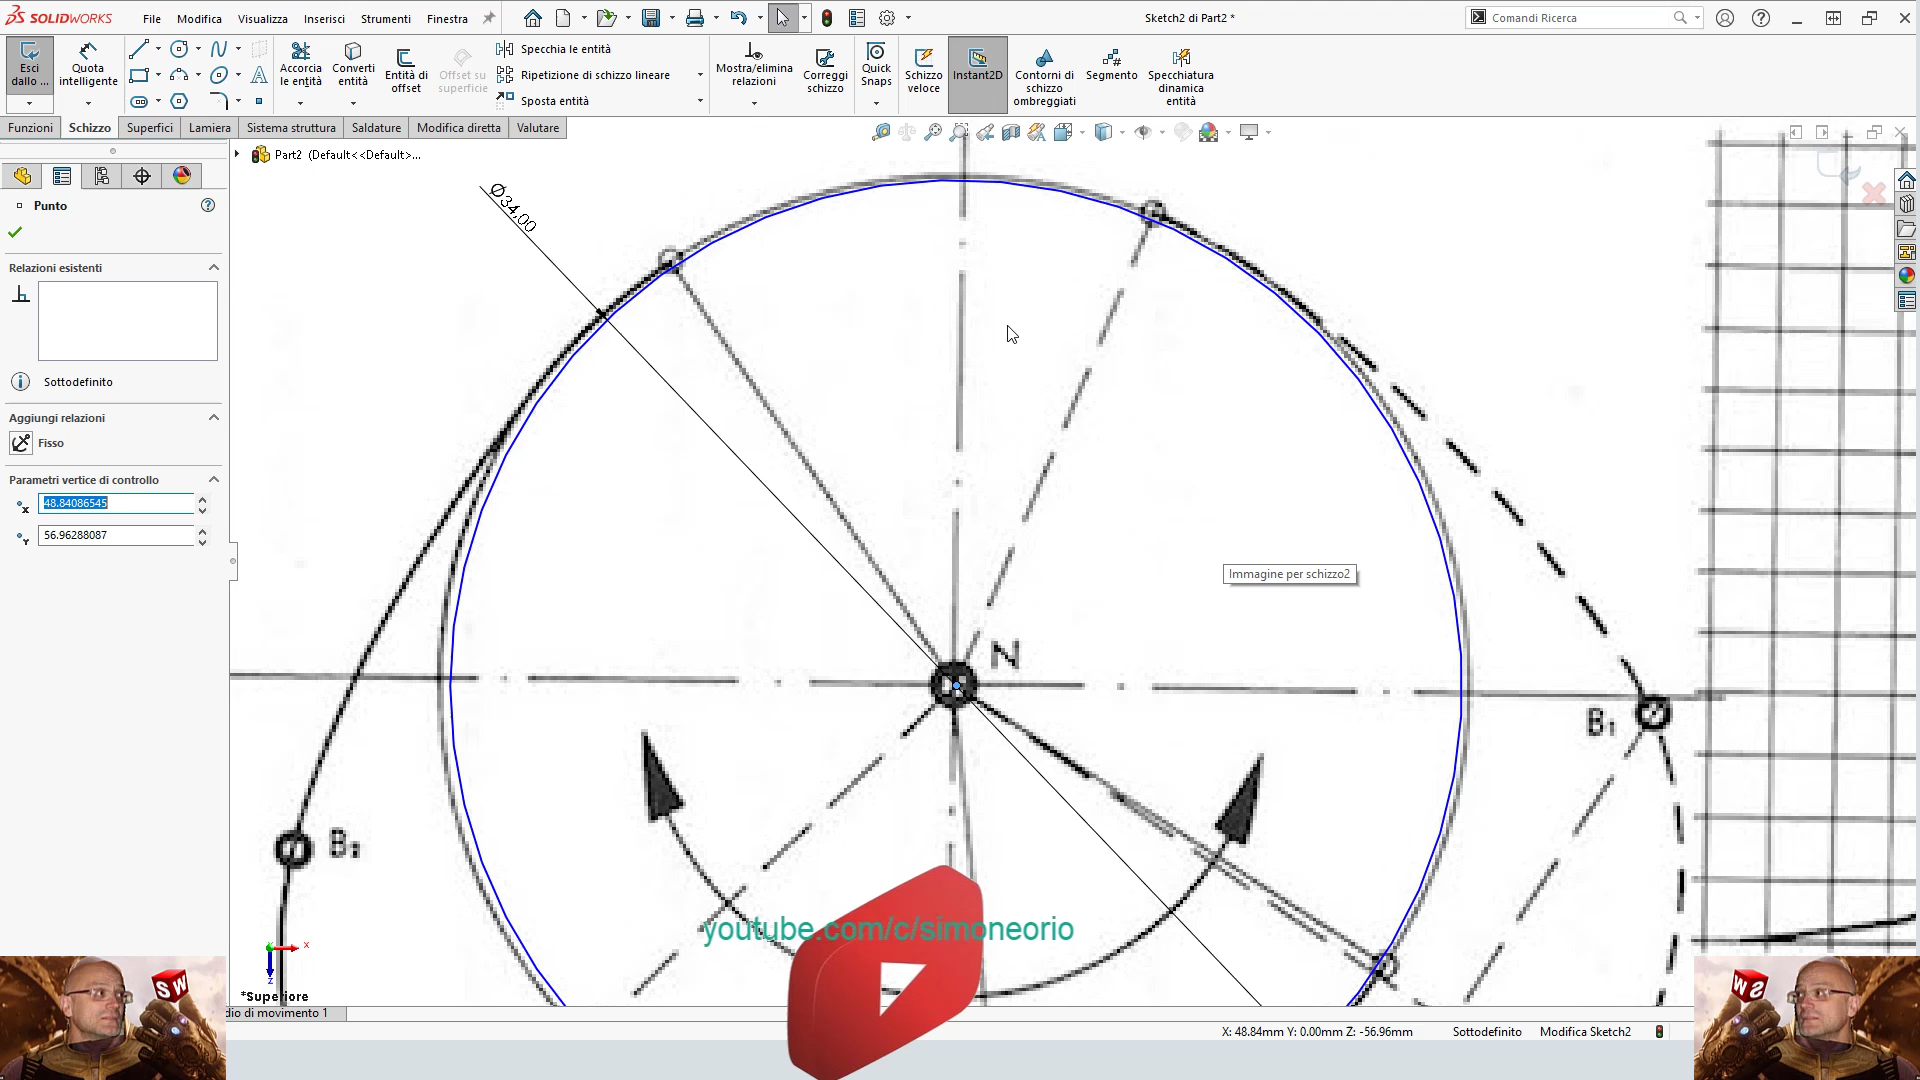 SOLIDWORKS
File
Modifica
Visualizza
Inserisci
Strumenti
Finestra
Sketch2 di Part2 *
Comandi Ricerca
Esci dallo ...
Quota intelligente
Accorcia le entità
Converti entità
Entità di offset
Offset su superficie
Specchia le entità
Ripetizione di schizzo lineare
Sposta entità
Mostra/elimina relazioni
Correggi schizzo
Quick Snaps
Schizzo veloce
Instant2D
Contorni di schizzo ombreggiati
Segmento
Specchiatura dinamica entità
Funzioni
Schizzo
Superfici
Lamiera
Sistema struttura
Saldature
Modifica diretta
Valutare
Part2 (Default<<Default>...
Punto
Relazioni esistenti
Sottodefinito
Aggiungi relazioni
Fisso
Parametri vertice di controllo
48.84086545
56.96288087
Ø34,00
N
Immagine per schizzo2
B1
B2
youtube.com/c/simoneorio
*Superiore
dio di movimento 1
X: 48.84mm Y: 0.00mm Z: -56.96mm
Sottodefinito
Modifica Sketch2
SW